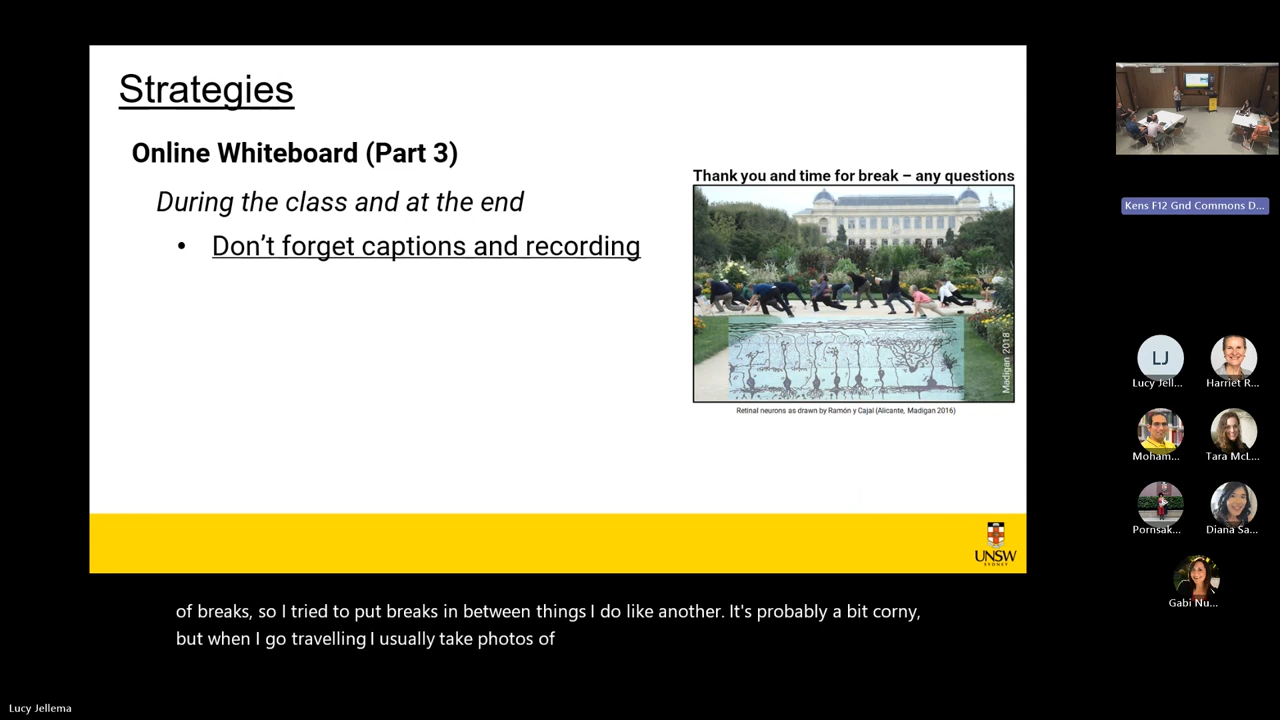 Strategies
Online Whiteboard (Part 3)
During the class and at the end
• Don't forget captions and recording
Thank you and time for break – any questions
Madigan 2018
Retinal neurons as drawn by Ramón y Cajal (Alicante, Madigan 2016)
UNSW
SYDNEY
Kens F12 Gnd Commons D...
LJ
Lucy Jell...
Harriet R...
Moham...
Tara McL...
Pornsak...
Diana Sa...
Gabi Nu...
of breaks, so I tried to put breaks in between things I do like another. It's probably a bit corny,
but when I go travelling I usually take photos of
Lucy Jellema